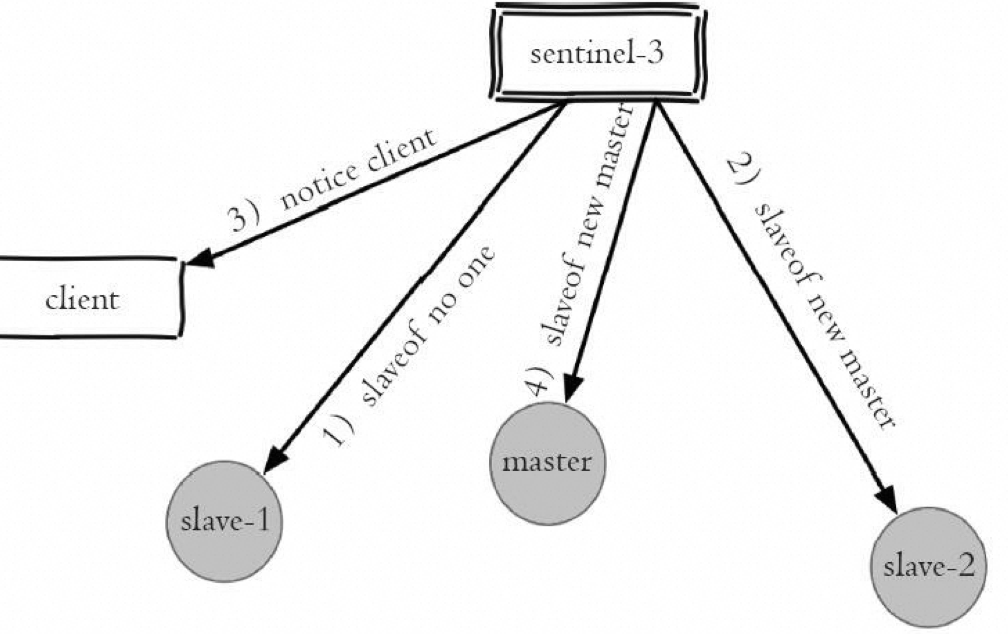 sentinel-3
3) notice client
1) slaveof no one
4) slaveof new master
2) slaveof new master
client
master
slave-1
slave-2